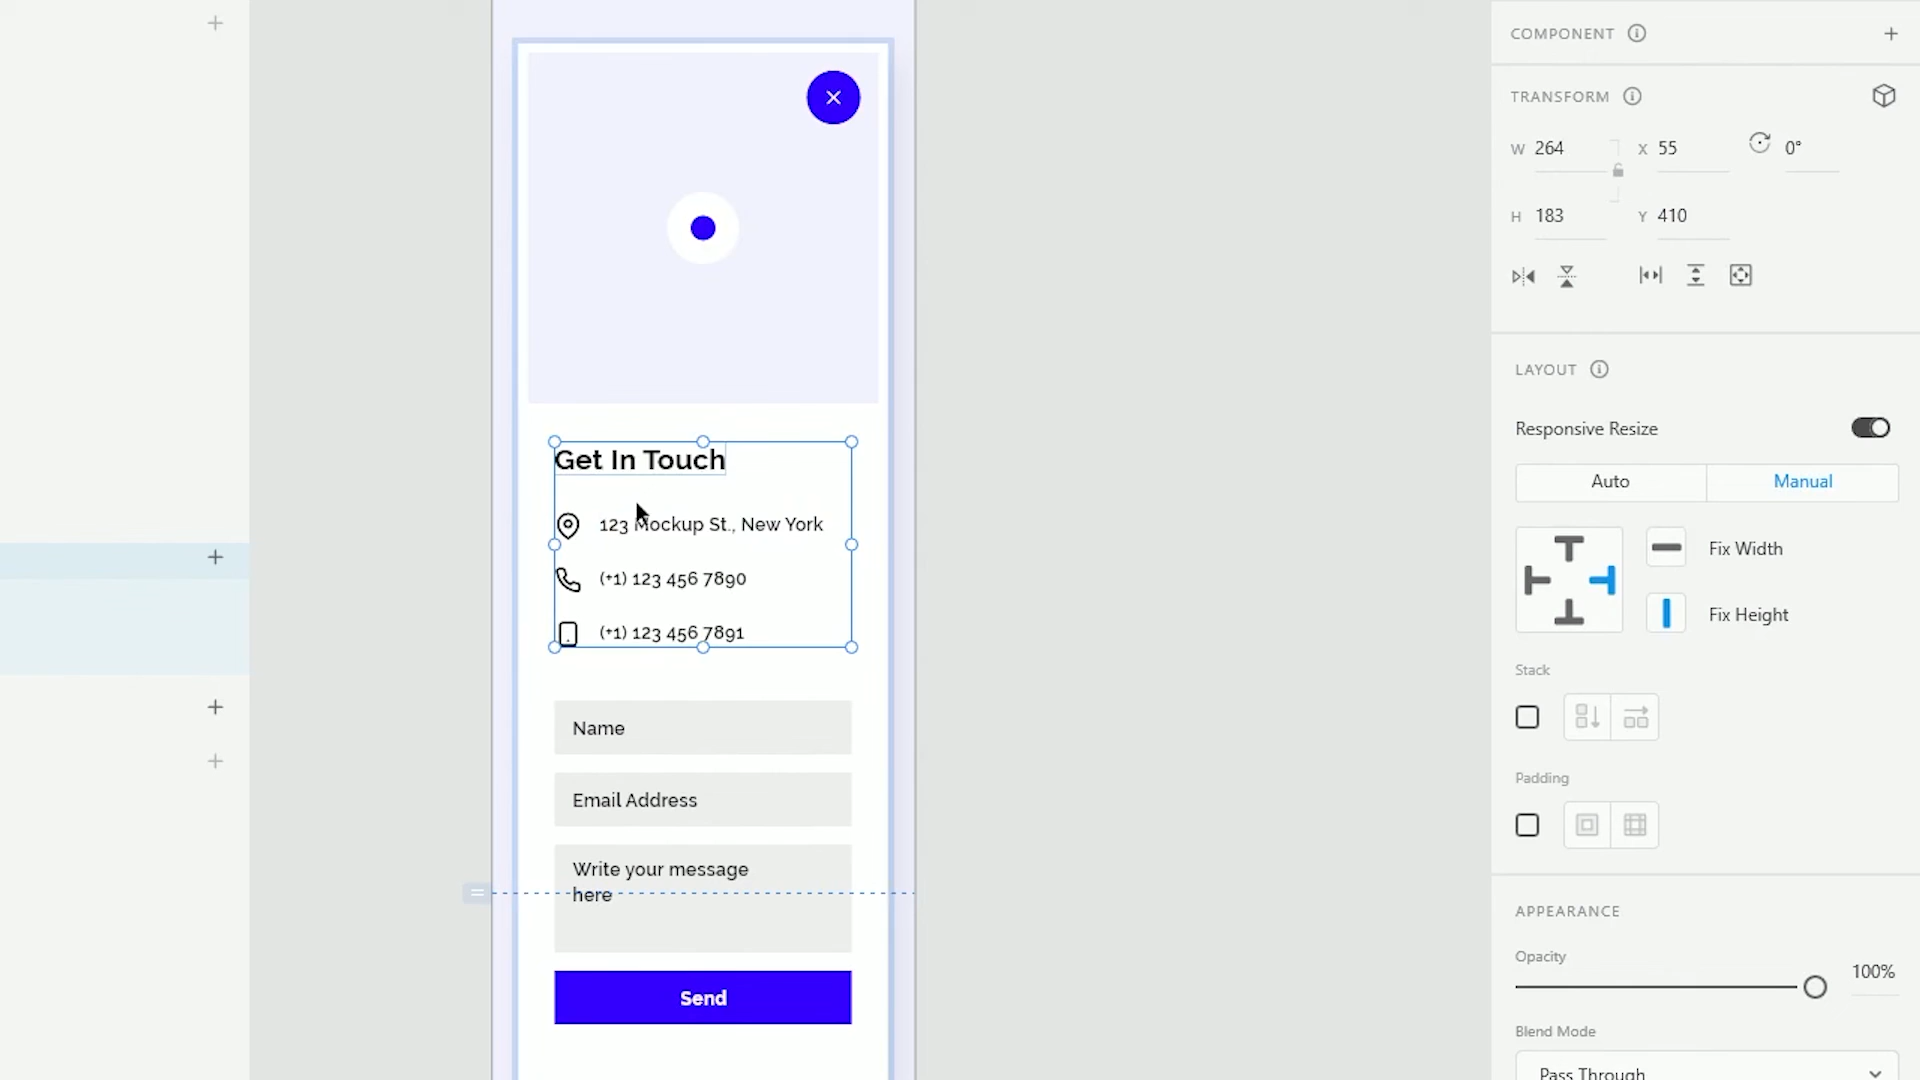 Get In Touch
123 Mockup St., New York
(+1) 123 456 7890
(+1) 123 456 7891
Name
Email Address
Write your message
here
Send
COMPONENT
TRANSFORM
W 264
X 55
0°
H 183
Y 410
LAYOUT
Responsive Resize
Auto
Manual
Fix Width
Fix Height
Stack
Padding
APPEARANCE
Opacity
100%
Blend Mode
Pass Through